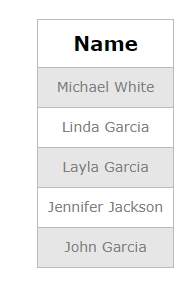 Name
Michael White
Linda Garcia
Layla Garcia
Jennifer Jackson
John Garcia